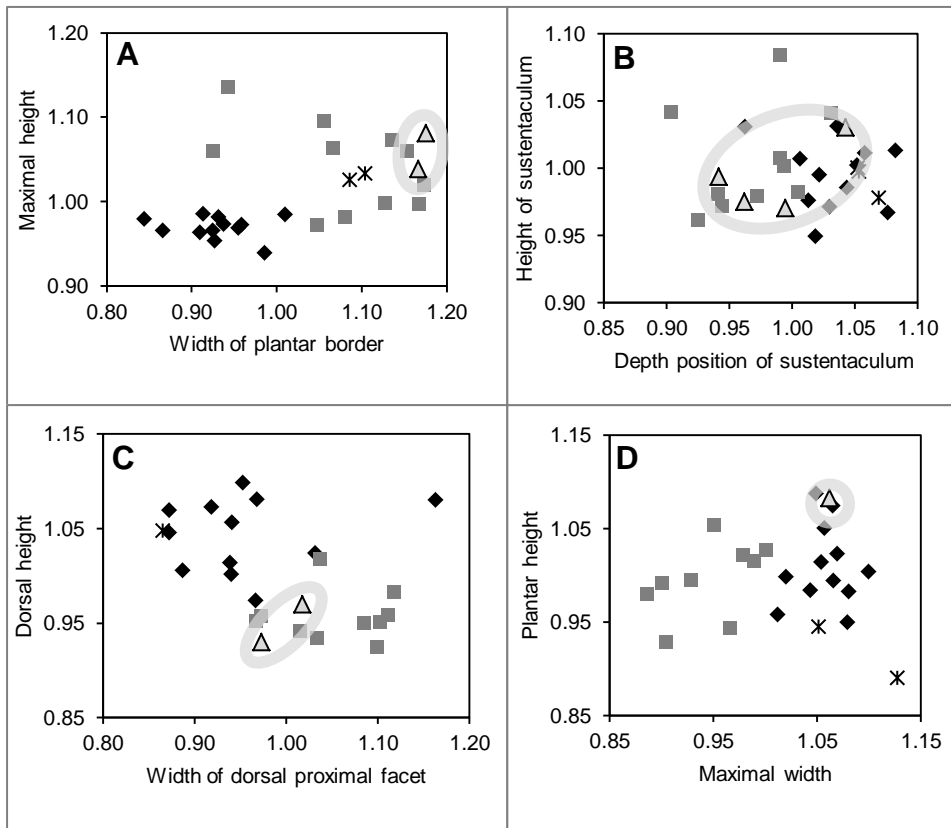 A
Maximal height
1.20
1.10
1.00
0.90
0.80 0.90 1.00 1.10 1.20
Width of plantar border
B
Height of sustentaculum
1.10
1.05
1.00
0.95
0.90
0.85 0.90 0.95 1.00 1.05 1.10
Depth position of sustentaculum
C
Dorsal height
1.15
1.05
0.95
0.85
0.80 0.90 1.00 1.10 1.20
Width of dorsal proximal facet
D
Plantar height
1.15
1.05
0.95
0.85
0.85 0.95 1.05 1.15
Maximal width